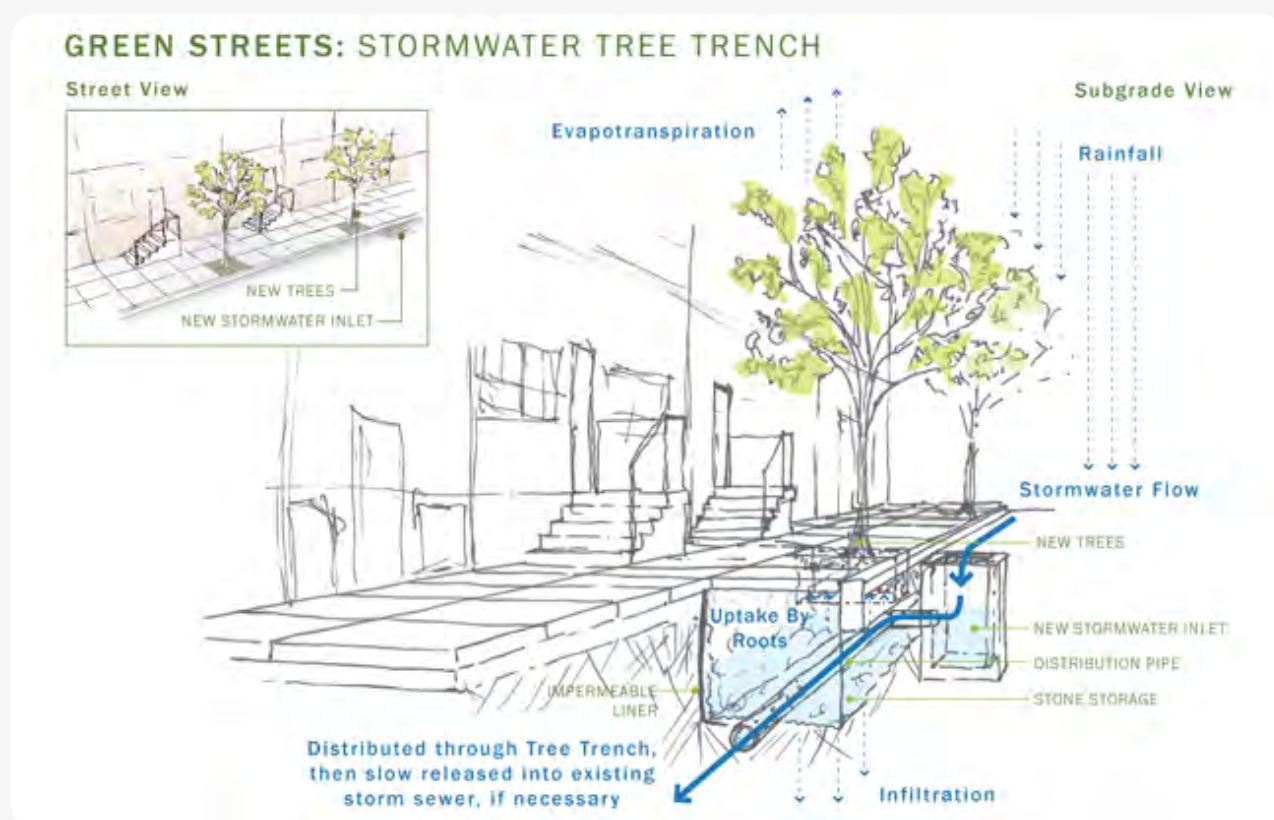 GREEN STREETS: STORMWATER TREE TRENCH
Street View
Subgrade View
Evapotranspiration
Rainfall
NEW TREES
NEW STORMWATER INLET
Stormwater Flow
NEW TREES
Uptake By
Roots
NEW STORMWATER INLET
DISTRIBUTION PIPE
IMPERMEABLE
LINER
STONE STORAGE
Distributed through Tree Trench,
then slow released into existing
storm sewer, if necessary
Infiltration